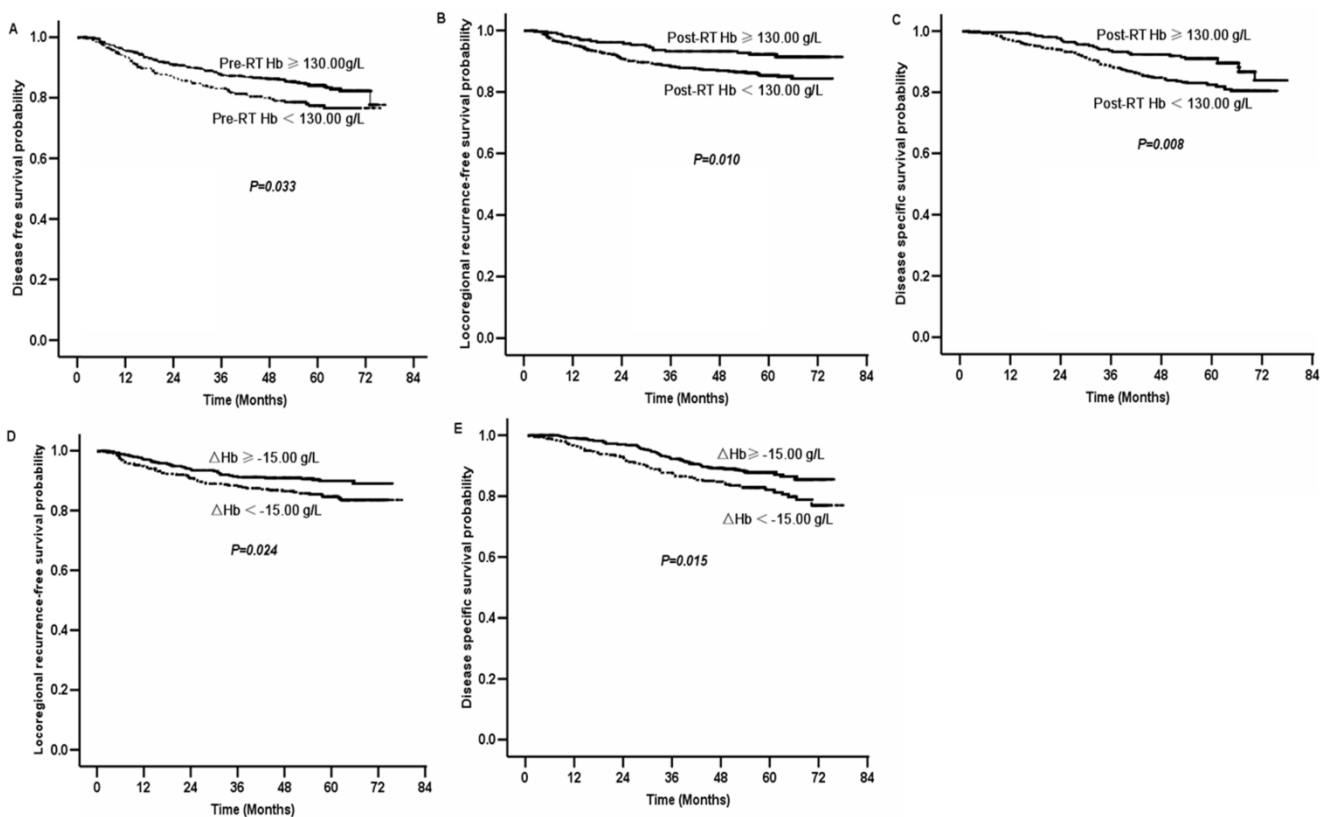 A
Disease free survival probability
1.0
0.8
0.6
0.4
0.2
0.0
Pre-RT Hb ⩾ 130.00g/L
Pre-RT Hb < 130.00 g/L
P=0.033
0 12 24 36 48 60 72 84
Time (Months)
B
Locoregional recurrence-free survival probability
1.0
0.8
0.6
0.4
0.2
0.0
Post-RT Hb ⩾ 130.00 g/L
Post-RT Hb < 130.00 g/L
P=0.010
0 12 24 36 48 60 72 84
Time (Months)
C
Disease specific survival probability
1.0
0.8
0.6
0.4
0.2
0.0
Post-RT Hb ⩾ 130.00 g/L
Post-RT Hb < 130.00 g/L
P=0.008
0 12 24 36 48 60 72 84
Time (Months)
D
Locoregional recurrence-free survival probability
1.0
0.8
0.6
0.4
0.2
0.0
△Hb ⩾ -15.00 g/L
△Hb < -15.00 g/L
P=0.024
0 12 24 36 48 60 72 84
Time (Months)
E
Disease specific survival probability
1.0
0.8
0.6
0.4
0.2
0.0
△Hb⩾ -15.00 g/L
△Hb < -15.00 g/L
P=0.015
0 12 24 36 48 60 72 84
Time (Months)